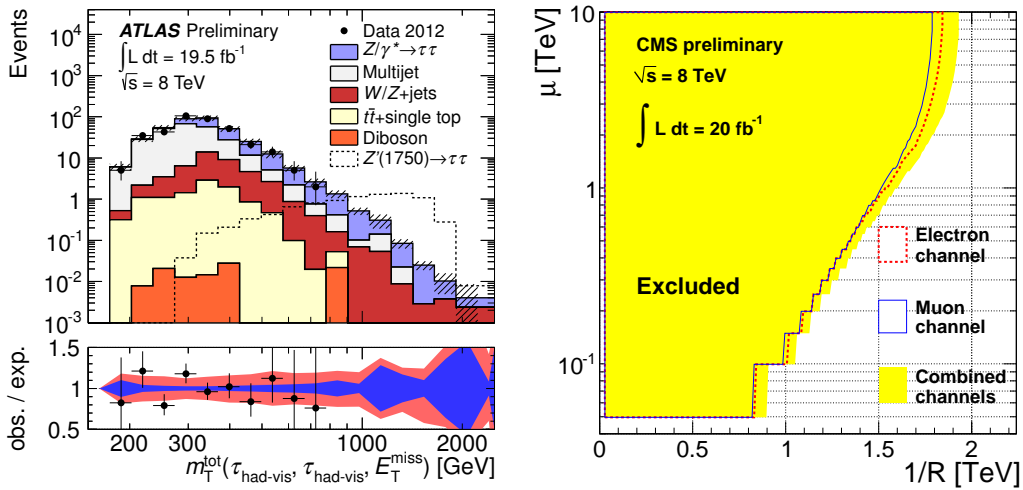 Events
10⁴
10³
10²
10
1
10⁻¹
10⁻²
10⁻³
ATLAS Preliminary
∫L dt = 19.5 fb⁻¹
√s = 8 TeV
Data 2012
Z/γ*→ττ
Multijet
W/Z+jets
tt̄+single top
Diboson
Z′(1750)→ττ
obs. / exp.
1.5
1
0.5
200 300 1000 2000
m_T^tot(τ_had-vis, τ_had-vis, E_T^miss) [GeV]
μ [TeV]
10
1
10⁻¹
CMS preliminary
√s = 8 TeV
∫ L dt = 20 fb⁻¹
Excluded
Electron
channel
Muon
channel
Combined
channels
0 0.5 1 1.5 2
1/R [TeV]